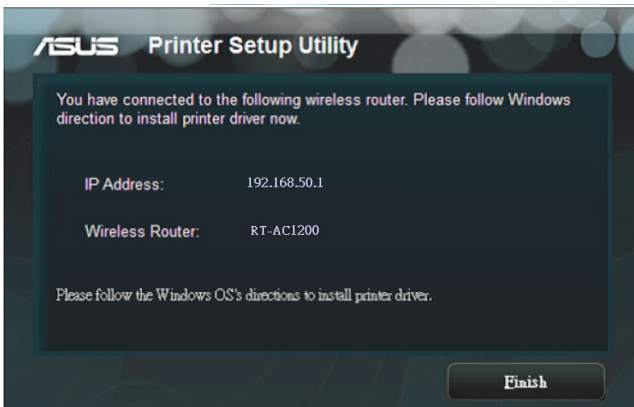 ASUS Printer Setup Utility
You have connected to the following wireless router. Please follow Windows
direction to install printer driver now.
IP Address: 192.168.50.1
Wireless Router: RT-AC1200
Please follow the Windows OS's directions to install printer driver.
Finish